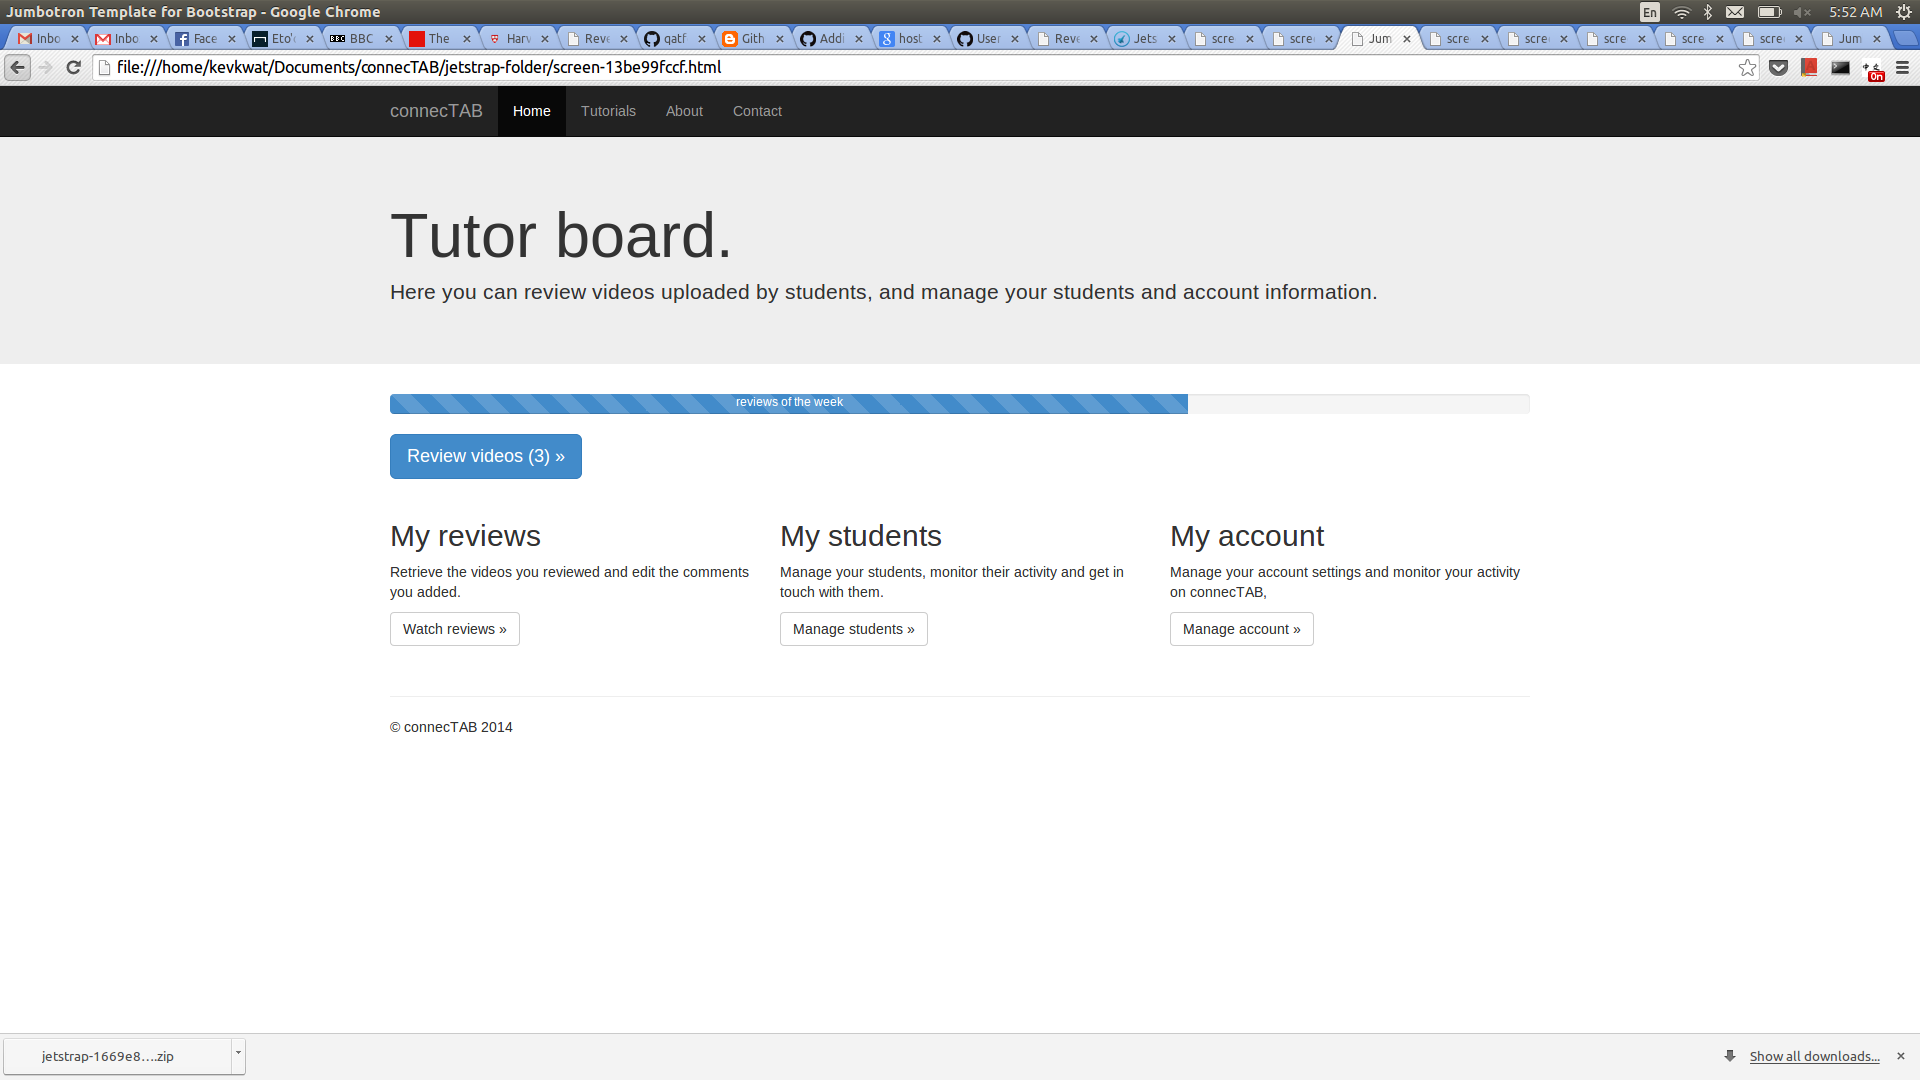 Jumbotron Template for Bootstrap - Google Chrome
En
5:52 AM
Inbo
Inbo
Face
Eto'
BBC BBC
The
Harv
Reve
qatf
Gith
Addi
host
User
Reve
Jets
scre
scre
Jum
scre
scre
scre
scre
scre
Jum
file:///home/kevkwat/Documents/connecTAB/jetstrap-folder/screen-13be99fccf.html
On
connecTAB Home Tutorials About Contact
Tutor board.
Here you can review videos uploaded by students, and manage your students and account information.
reviews of the week
Review videos (3) »
My reviews
Retrieve the videos you reviewed and edit the comments
you added.
Watch reviews »
My students
Manage your students, monitor their activity and get in
touch with them.
Manage students »
My account
Manage your account settings and monitor your activity
on connecTAB,
Manage account »
© connecTAB 2014
jetstrap-1669e8....zip
Show all downloads...